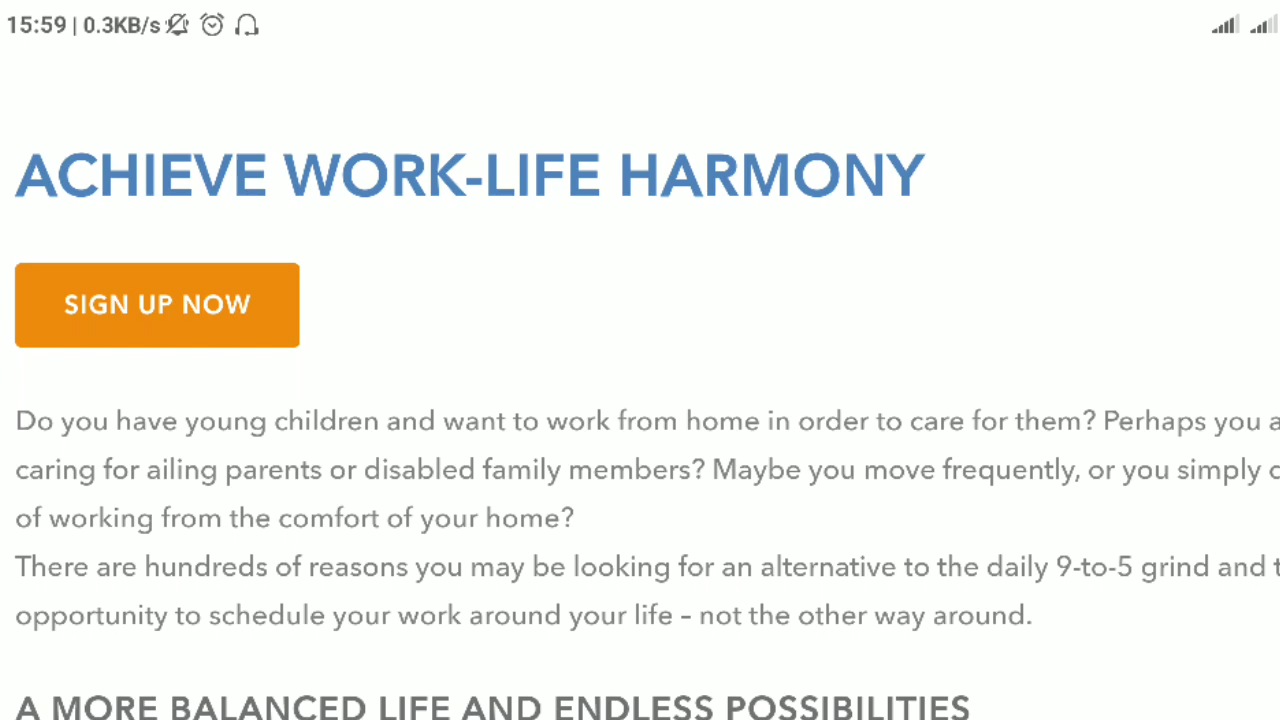 15:59 | 0.3KB/s
ACHIEVE WORK-LIFE HARMONY
SIGN UP NOW
Do you have young children and want to work from home in order to care for them? Perhaps you
caring for ailing parents or disabled family members? Maybe you move frequently, or you simply
of working from the comfort of your home?
There are hundreds of reasons you may be looking for an alternative to the daily 9-to-5 grind and
opportunity to schedule your work around your life – not the other way around.
A MORE BALANCED LIFE AND ENDLESS POSSIBILITIES